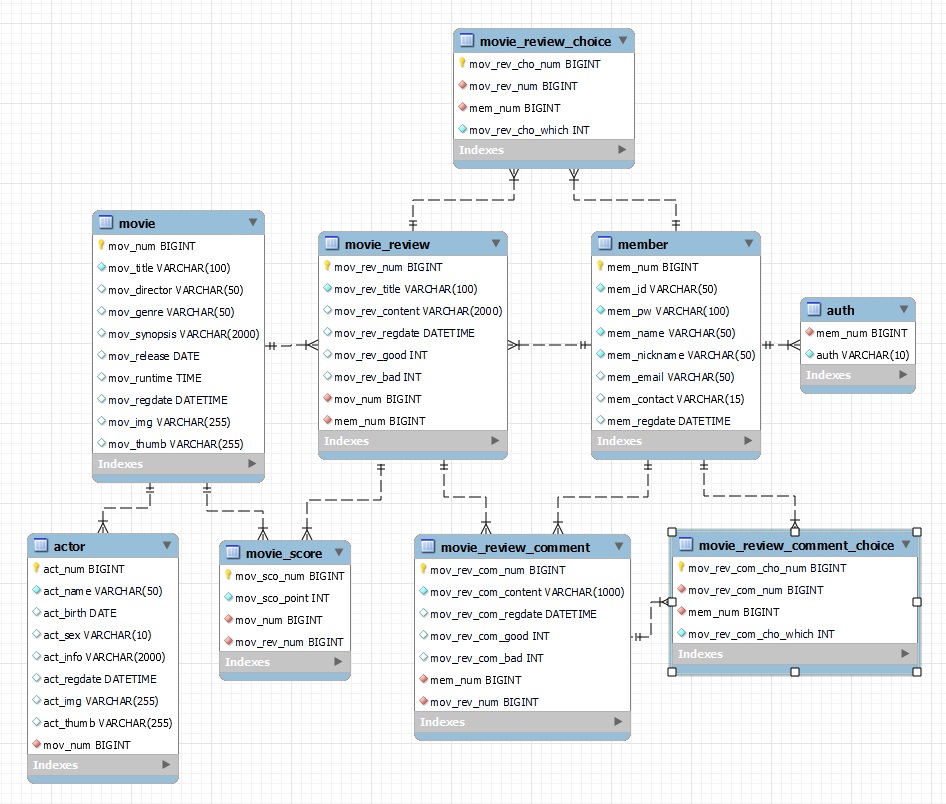 movie_review_choice
mov_rev_cho_num BIGINT
mov_rev_num BIGINT
mem_num BIGINT
mov_rev_cho_which INT
Indexes
movie
mov_num BIGINT
mov_title VARCHAR(100)
mov_director VARCHAR(50)
mov_genre VARCHAR(50)
mov_synopsis VARCHAR(2000)
mov_release DATE
mov_runtime TIME
mov_regdate DATETIME
mov_img VARCHAR(255)
mov_thumb VARCHAR(255)
Indexes
movie_review
mov_rev_num BIGINT
mov_rev_title VARCHAR(100)
mov_rev_content VARCHAR(2000)
mov_rev_regdate DATETIME
mov_rev_good INT
mov_rev_bad INT
mov_num BIGINT
mem_num BIGINT
Indexes
member
mem_num BIGINT
mem_id VARCHAR(50)
mem_pw VARCHAR(100)
mem_name VARCHAR(50)
mem_nickname VARCHAR(50)
mem_email VARCHAR(50)
mem_contact VARCHAR(15)
mem_regdate DATETIME
Indexes
auth
mem_num BIGINT
auth VARCHAR(10)
Indexes
actor
act_num BIGINT
act_name VARCHAR(50)
act_birth DATE
act_sex VARCHAR(10)
act_info VARCHAR(2000)
act_regdate DATETIME
act_img VARCHAR(255)
act_thumb VARCHAR(255)
mov_num BIGINT
Indexes
movie_score
mov_sco_num BIGINT
mov_sco_point INT
mov_num BIGINT
mov_rev_num BIGINT
Indexes
movie_review_comment
mov_rev_com_num BIGINT
mov_rev_com_content VARCHAR(1000)
mov_rev_com_regdate DATETIME
mov_rev_com_good INT
mov_rev_com_bad INT
mem_num BIGINT
mov_rev_num BIGINT
Indexes
movie_review_comment_choice
mov_rev_com_cho_num BIGINT
mov_rev_com_num BIGINT
mem_num BIGINT
mov_rev_com_cho_which INT
Indexes